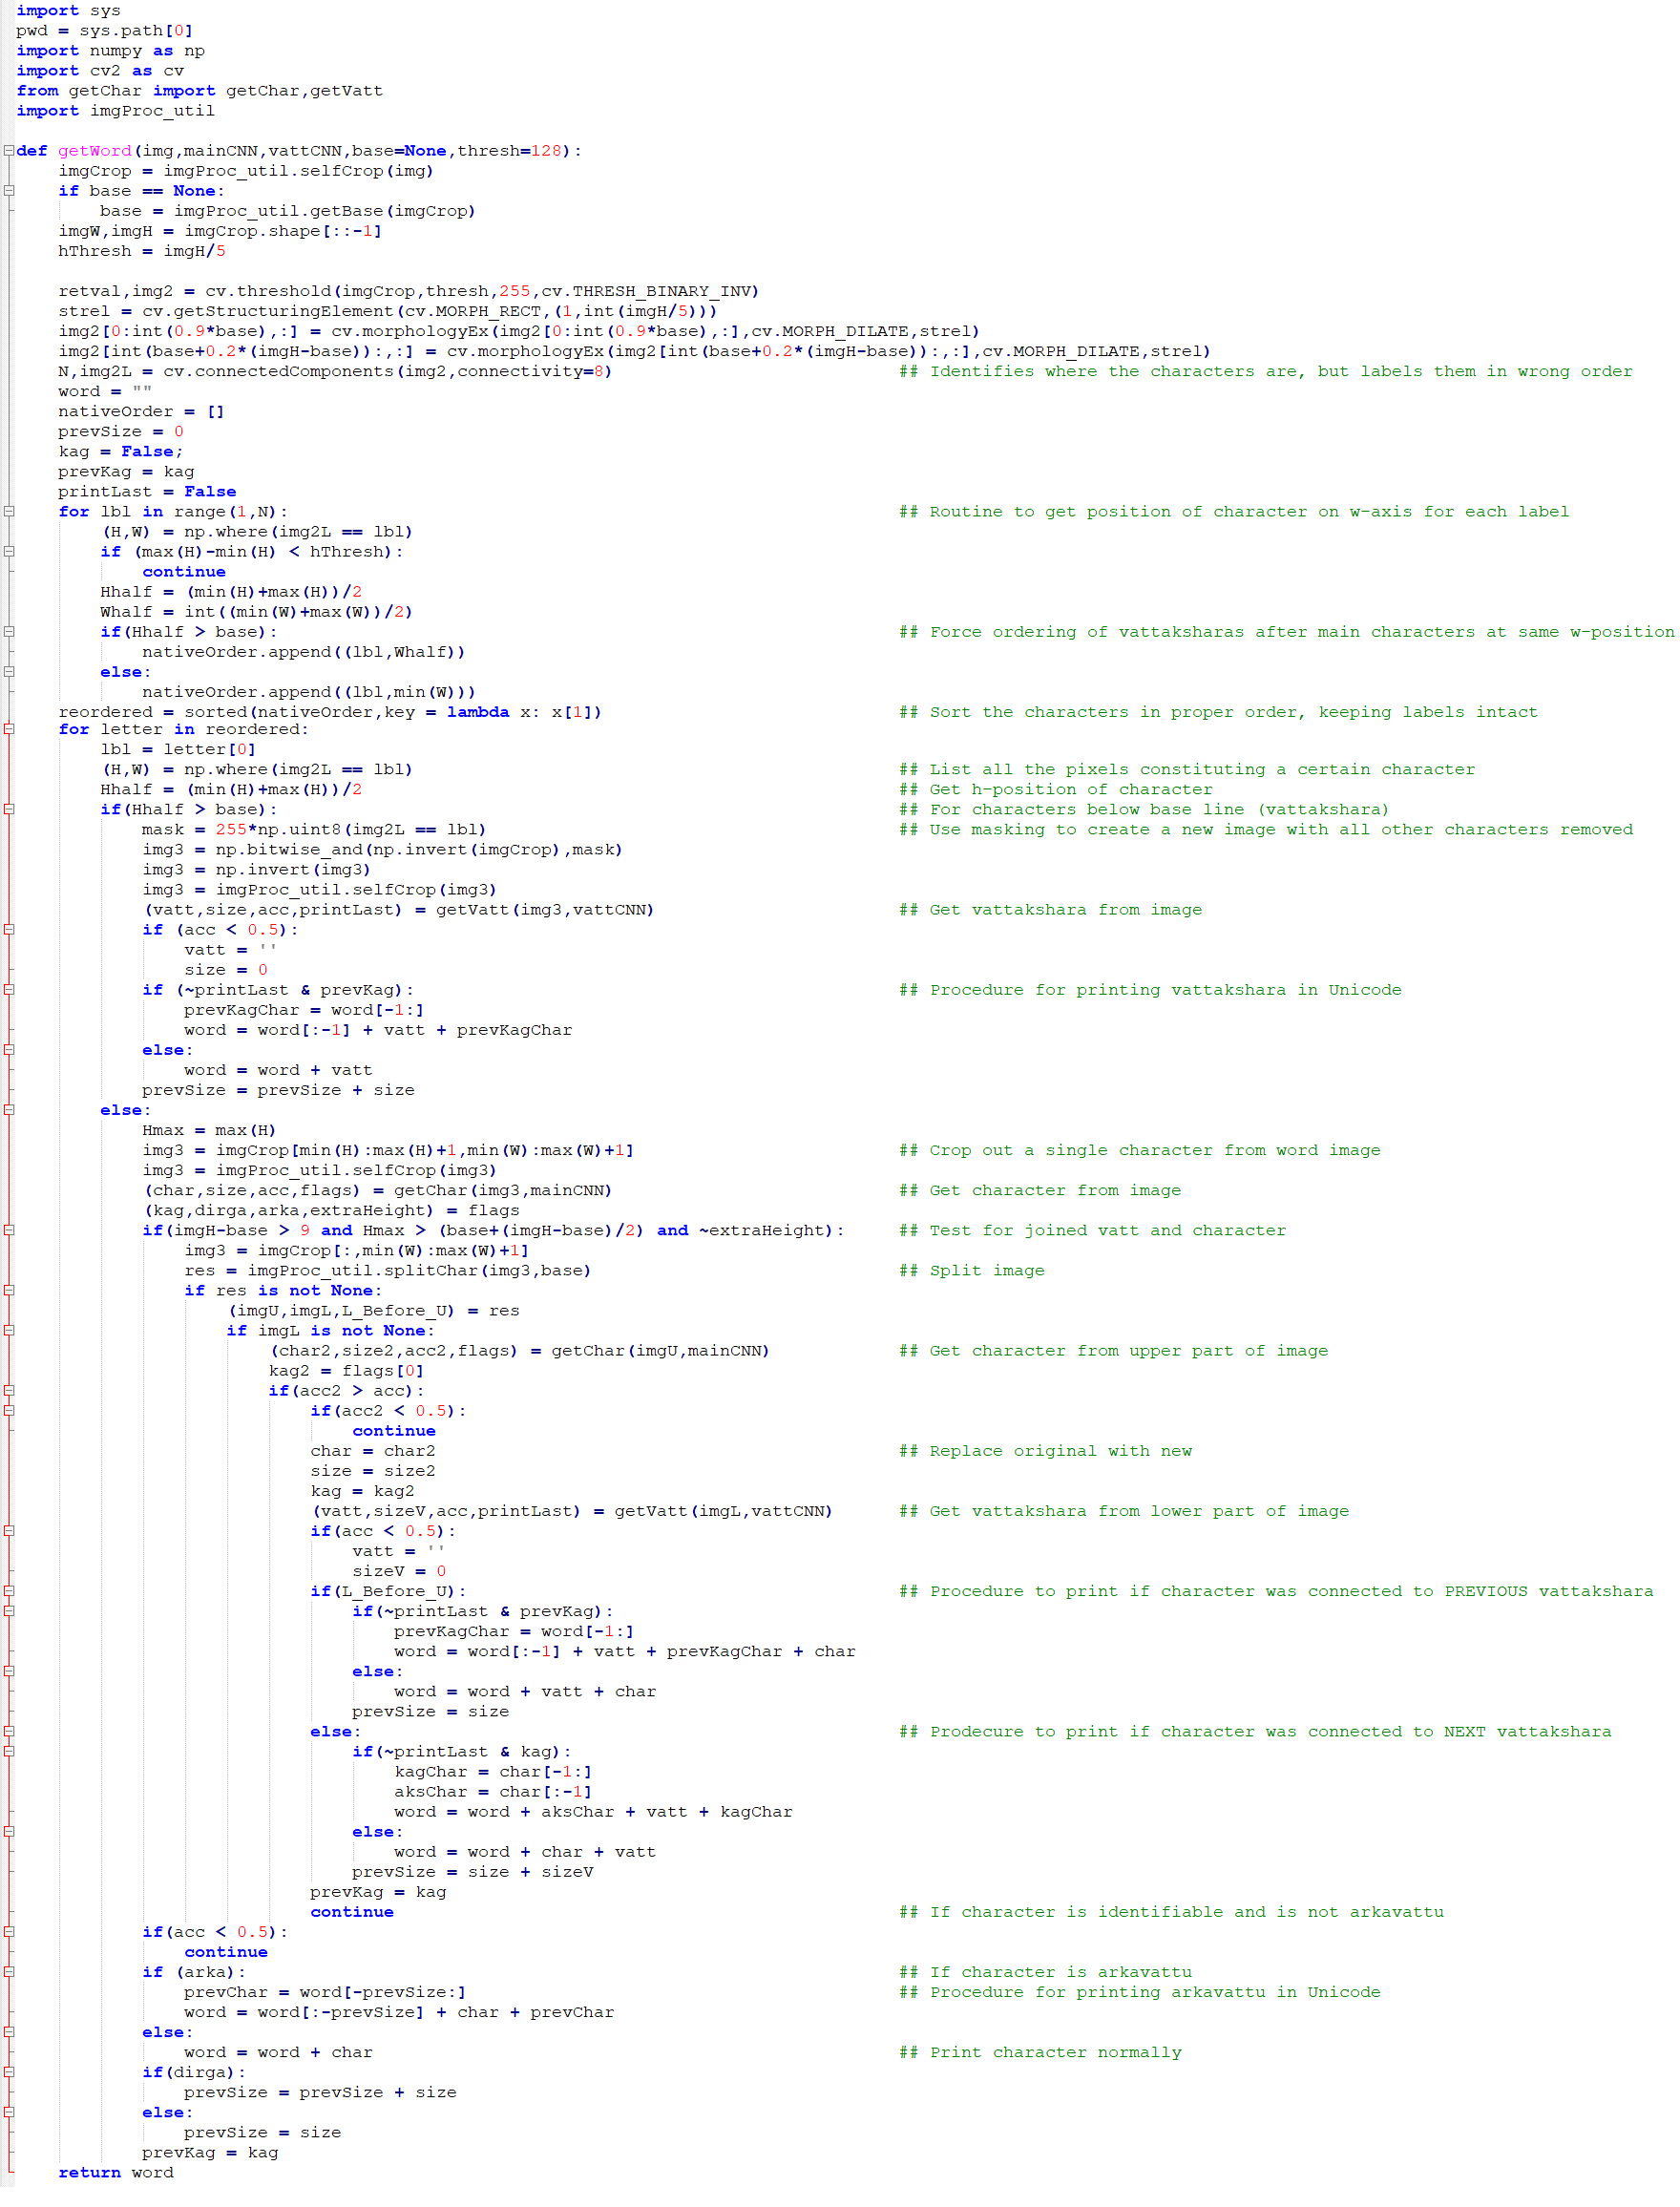 import sys
pwd = sys.path[0]
import numpy as np
import cv2 as cv
from getChar import getChar,getVatt
import imgProc_util

def getWord(img,mainCNN,vattCNN,base=None,thresh=128):
    imgCrop = imgProc_util.selfCrop(img)
    if base == None:
        base = imgProc_util.getBase(imgCrop)
    imgW,imgH = imgCrop.shape[::-1]
    hThresh = imgH/5

    retval,img2 = cv.threshold(imgCrop,thresh,255,cv.THRESH_BINARY_INV)
    strel = cv.getStructuringElement(cv.MORPH_RECT,(1,int(imgH/5)))
    img2[0:int(0.9*base),:] = cv.morphologyEx(img2[0:int(0.9*base),:],cv.MORPH_DILATE,strel)
    img2[int(base+0.2*(imgH-base)):,:] = cv.morphologyEx(img2[int(base+0.2*(imgH-base)):,:],cv.MORPH_DILATE,strel)
    N,img2L = cv.connectedComponents(img2,connectivity=8) ## Identifies where the characters are, but labels them in wrong order
    word = ""
    nativeOrder = []
    prevSize = 0
    kag = False;
    prevKag = kag
    printLast = False
    for lbl in range(1,N): ## Routine to get position of character on w-axis for each label
        (H,W) = np.where(img2L == lbl)
        if (max(H)-min(H) < hThresh):
            continue
        Hhalf = (min(H)+max(H))/2
        Whalf = int((min(W)+max(W))/2)
        if(Hhalf > base): ## Force ordering of vattaksharas after main characters at same w-position
            nativeOrder.append((lbl,Whalf))
        else:
            nativeOrder.append((lbl,min(W)))
    reordered = sorted(nativeOrder,key = lambda x: x[1]) ## Sort the characters in proper order, keeping labels intact
    for letter in reordered:
        lbl = letter[0]
        (H,W) = np.where(img2L == lbl) ## List all the pixels constituting a certain character
        Hhalf = (min(H)+max(H))/2 ## Get h-position of character
        if(Hhalf > base): ## For characters below base line (vattakshara)
            mask = 255*np.uint8(img2L == lbl) ## Use masking to create a new image with all other characters removed
            img3 = np.bitwise_and(np.invert(imgCrop),mask)
            img3 = np.invert(img3)
            img3 = imgProc_util.selfCrop(img3)
            (vatt,size,acc,printLast) = getVatt(img3,vattCNN) ## Get vattakshara from image
            if (acc < 0.5):
                vatt = ''
                size = 0
            if (~printLast & prevKag): ## Procedure for printing vattakshara in Unicode
                prevKagChar = word[-1:]
                word = word[:-1] + vatt + prevKagChar
            else:
                word = word + vatt
            prevSize = prevSize + size
        else:
            Hmax = max(H)
            img3 = imgCrop[min(H):max(H)+1,min(W):max(W)+1] ## Crop out a single character from word image
            img3 = imgProc_util.selfCrop(img3)
            (char,size,acc,flags) = getChar(img3,mainCNN) ## Get character from image
            (kag,dirga,arka,extraHeight) = flags
            if(imgH-base > 9 and Hmax > (base+(imgH-base)/2) and ~extraHeight): ## Test for joined vatt and character
                img3 = imgCrop[:,min(W):max(W)+1]
                res = imgProc_util.splitChar(img3,base) ## Split image
                if res is not None:
                    (imgU,imgL,L_Before_U) = res
                    if imgL is not None:
                        (char2,size2,acc2,flags) = getChar(imgU,mainCNN) ## Get character from upper part of image
                        kag2 = flags[0]
                        if(acc2 > acc):
                            if(acc2 < 0.5):
                                continue
                            char = char2 ## Replace original with new
                            size = size2
                            kag = kag2
                            (vatt,sizeV,acc,printLast) = getVatt(imgL,vattCNN) ## Get vattakshara from lower part of image
                            if(acc < 0.5):
                                vatt = ''
                                sizeV = 0
                            if(L_Before_U): ## Procedure to print if character was connected to PREVIOUS vattakshara
                                if(~printLast & prevKag):
                                    prevKagChar = word[-1:]
                                    word = word[:-1] + vatt + prevKagChar + char
                                else:
                                    word = word + vatt + char
                                prevSize = size
                            else: ## Prodecure to print if character was connected to NEXT vattakshara
                                if(~printLast & kag):
                                    kagChar = char[-1:]
                                    aksChar = char[:-1]
                                    word = word + aksChar + vatt + kagChar
                                else:
                                    word = word + char + vatt
                                prevSize = size + sizeV
                            prevKag = kag
                            continue ## If character is identifiable and is not arkavattu
            if(acc < 0.5):
                continue
            if (arka): ## If character is arkavattu
                prevChar = word[-prevSize:] ## Procedure for printing arkavattu in Unicode
                word = word[:-prevSize] + char + prevChar
            else:
                word = word + char ## Print character normally
            if(dirga):
                prevSize = prevSize + size
            else:
                prevSize = size
            prevKag = kag
    return word